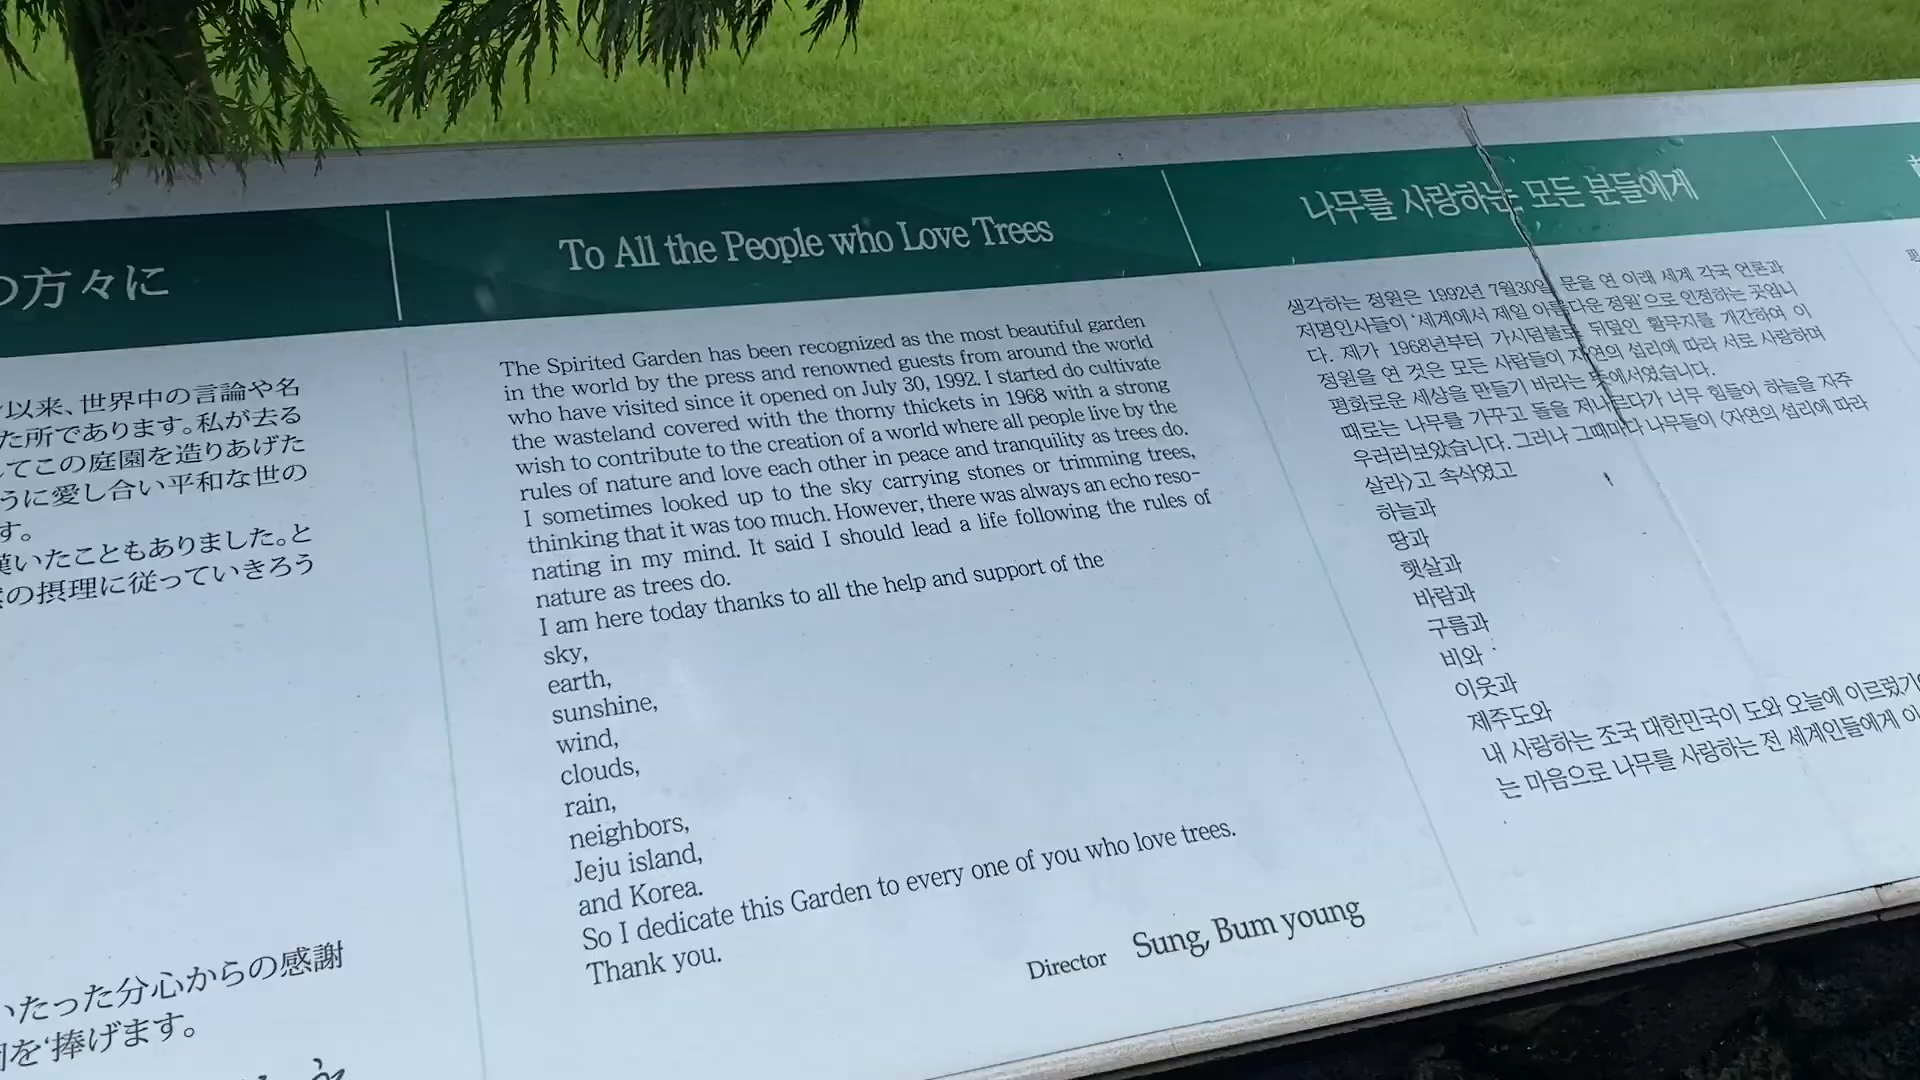 の方々に
以来、世界中の言論や名
た所であります。私が去る
てこの庭園を造りあげた
うに愛し合い平和な世の
す。
いたこともありました。と
の摂理に従っていきろう
いたった分心からの感謝
を‘捧げます。
To All the People who Love Trees
The Spirited Garden has been recognized as the most beautiful garden
in the world by the press and renowned guests from around the world
who have visited since it opened on July 30, 1992. I started do cultivate
the wasteland covered with the thorny thickets in 1968 with a strong
wish to contribute to the creation of a world where all people live by the
rules of nature and love each other in peace and tranquility as trees do.
I sometimes looked up to the sky carrying stones or trimming trees,
thinking that it was too much. However, there was always an echo reso-
nating in my mind. It said I should lead a life following the rules of
nature as trees do.
I am here today thanks to all the help and support of the
sky,
earth,
sunshine,
wind,
clouds,
rain,
neighbors,
Jeju island,
and Korea.
So I dedicate this Garden to every one of you who love trees.
Thank you.
Director Sung, Bum young
나무를 사랑하는 모든 분들에게
생각하는 정원은 1992년 7월30일 문을 연 이래 세계 각국 언론과
저명인사들이 ‘세계에서 제일 아름다운 정원’으로 인정하는 곳입니
다. 제가 1968년부터 가시덤불로 뒤덮인 황무지를 개간하여 이
정원을 연 것은 모든 사람들이 자연의 섭리에 따라 서로 사랑하며
평화로운 세상을 만들기 바라는 뜻에서였습니다.
때로는 나무를 가꾸고 돌을 져나르다가 너무 힘들어 하늘을 자주
우러러보았습니다. 그러나 그때마다 나무들이 〈자연의 섭리에 따라
살라〉고 속삭였고
하늘과
땅과
햇살과
바람과
구름과
비와
이웃과
제주도와
내 사랑하는 조국 대한민국이 도와 오늘에 이르렀기에
는 마음으로 나무를 사랑하는 전 세계인들에게 이